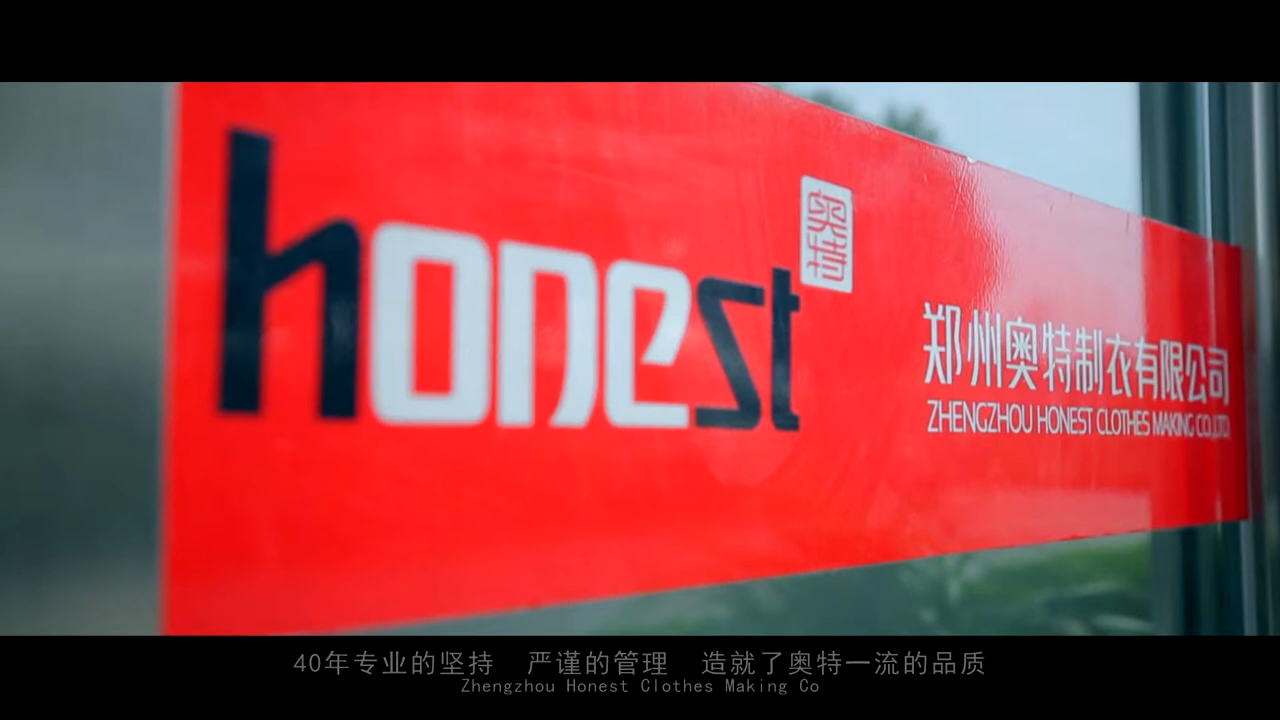 honest
奥特
郑州奥特制衣有限公司
ZHENGZHOU HONEST CLOTHES MAKING CO.,LTD
40年专业的坚持 严谨的管理 造就了奥特一流的品质
Zhengzhou Honest Clothes Making Co